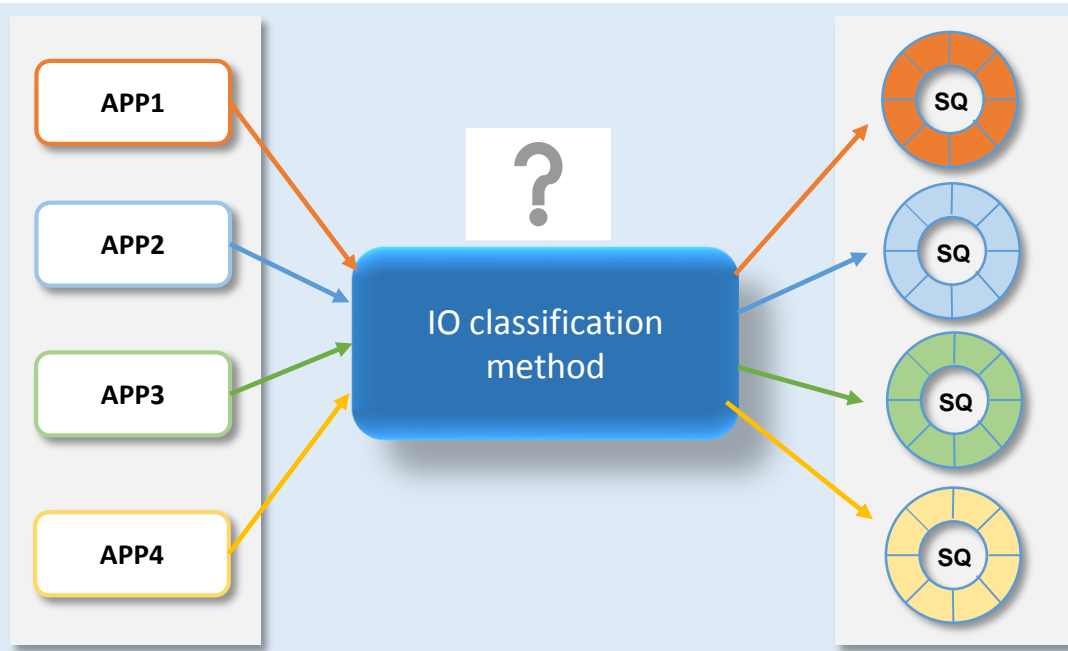 APP1
APP2
APP3
APP4
?
IO classification
method
SQ
SQ
SQ
SQ